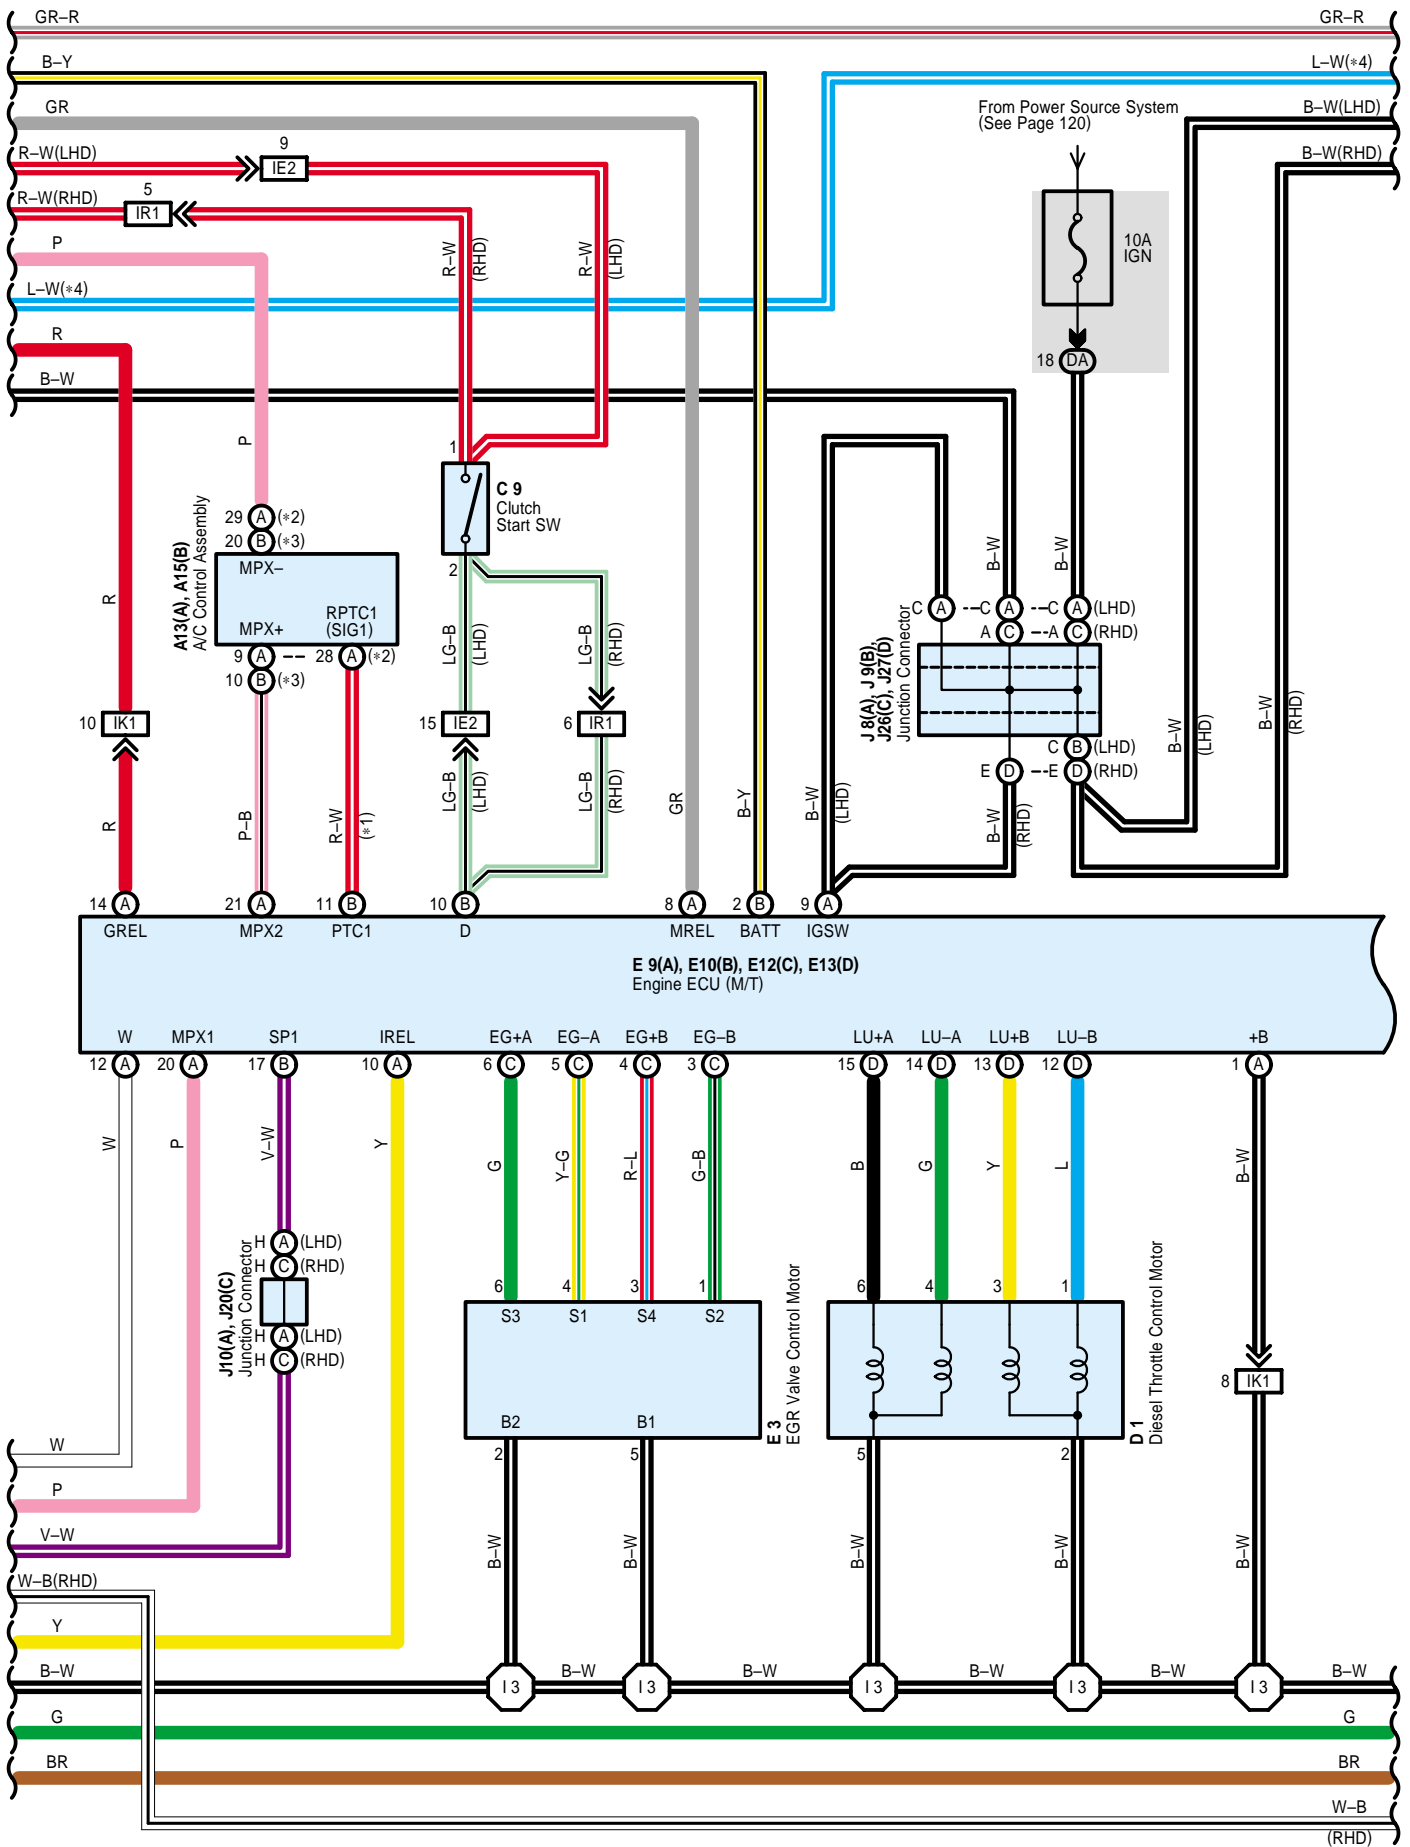 GR–R
GR–R
B–Y
L–W(*4)
GR
From Power Source System
(See Page 120)
B–W(LHD)
R–W(LHD)
9
IE2
B–W(RHD)
R–W(RHD)
5
IR1
P
R–W
(RHD)
R–W
(LHD)
10A
IGN
L–W(*4)
R
18
DA
B–W
P
1
C 9
Clutch
Start SW
2
A13(A), A15(B)
A/C Control Assembly
29
A
(*2)
20
B
(*3)
MPX–
MPX+
RPTC1
(SIG1)
9
A
28
A
(*2)
10
B
(*3)
B–W
B–W
R
LG–B
(LHD)
LG–B
(RHD)
C
A
C
A
C
A
(LHD)
A
C
A
C
(RHD)
J 8(A), J 9(B),
J26(C), J27(D)
Junction Connector
C
B
(LHD)
E
D
E
D
(RHD)
10
IK1
15
IE2
6
IR1
B–W
(LHD)
B–W
(RHD)
R
P–B
R–W
(*1)
LG–B
(LHD)
LG–B
(RHD)
GR
B–Y
B–W
(LHD)
B–W
(RHD)
14
A
21
A
11
B
10
B
8
A
2
B
9
A
GREL
MPX2
PTC1
D
MREL
BATT
IGSW
E 9(A), E10(B), E12(C), E13(D)
Engine ECU (M/T)
W
MPX1
SP1
IREL
EG+A
EG–A
EG+B
EG–B
LU+A
LU–A
LU+B
LU–B
+B
12
A
20
A
17
B
10
A
6
C
5
C
4
C
3
C
15
D
14
D
13
D
12
D
1
A
W
P
V–W
Y
G
Y–G
R–L
G–B
B
G
Y
L
B–W
J10(A), J20(C)
Junction Connector
H
A
(LHD)
H
C
(RHD)
H
A
(LHD)
H
C
(RHD)
6
4
3
1
S3
S1
S4
S2
B2
B1
2
5
E 3
EGR Valve Control Motor
6
4
3
1
5
2
D 1
Diesel Throttle Control Motor
8
IK1
W
P
V–W
W–B(RHD)
Y
B–W
B–W
B–W
B–W
B–W
B–W
I 3
B–W
I 3
B–W
I 3
B–W
I 3
B–W
I 3
B–W
G
G
BR
BR
W–B
(RHD)